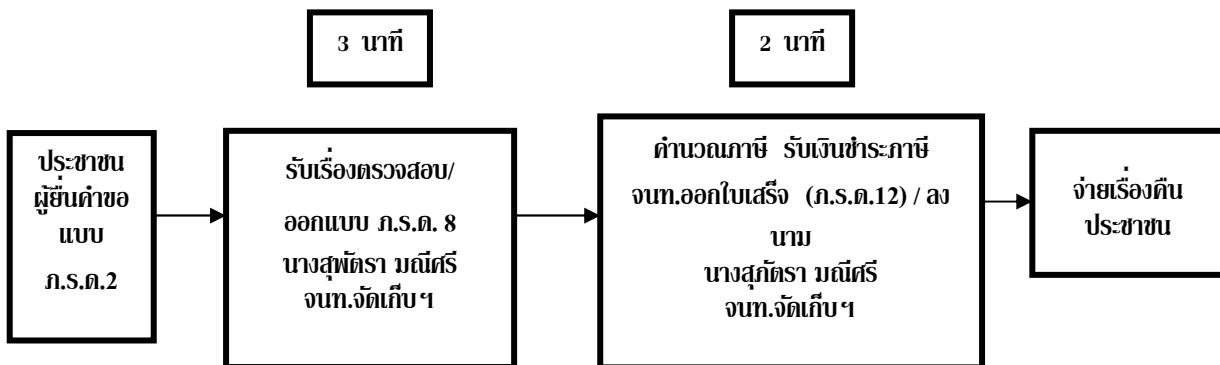 3 นาที
2 นาที
ประชาชน
ผู้ยื่นคำขอ
แบบ
ภ.ร.ด.2
รับเรื่องตรวจสอบ/
ออกแบบ ภ.ร.ด. 8
นางสุพัตรา มณีศรี
จนท.จัดเก็บฯ
คำนวณภาษี รับเงินชำระภาษี
จนท.ออกใบเสร็จ (ภ.ร.ด.12) / ลง
นาม
นางสุภัตรา มณีศรี
จนท.จัดเก็บฯ
จ่ายเรื่องคืน
ประชาชน